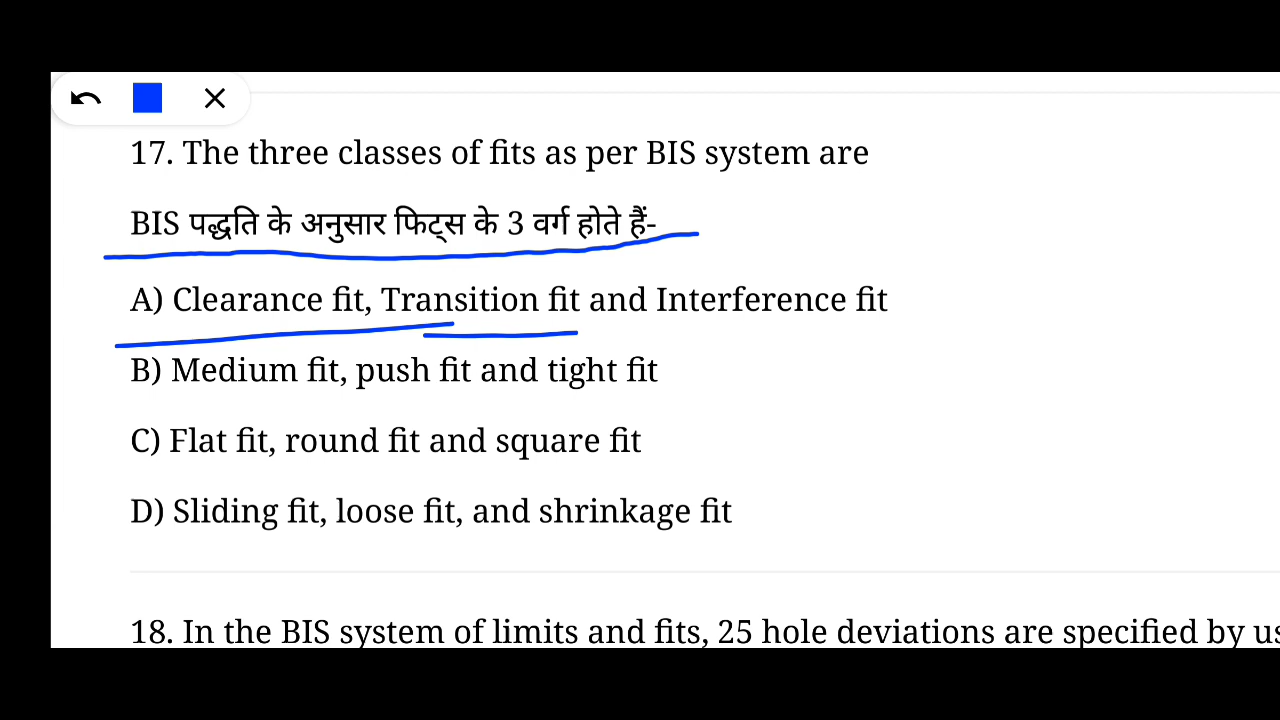 17. The three classes of fits as per BIS system are
BIS पद्धति के अनुसार फिट्स के 3 वर्ग होते हैं-
A) Clearance fit, Transition fit and Interference fit
B) Medium fit, push fit and tight fit
C) Flat fit, round fit and square fit
D) Sliding fit, loose fit, and shrinkage fit
18. In the BIS system of limits and fits, 25 hole deviations are specified by